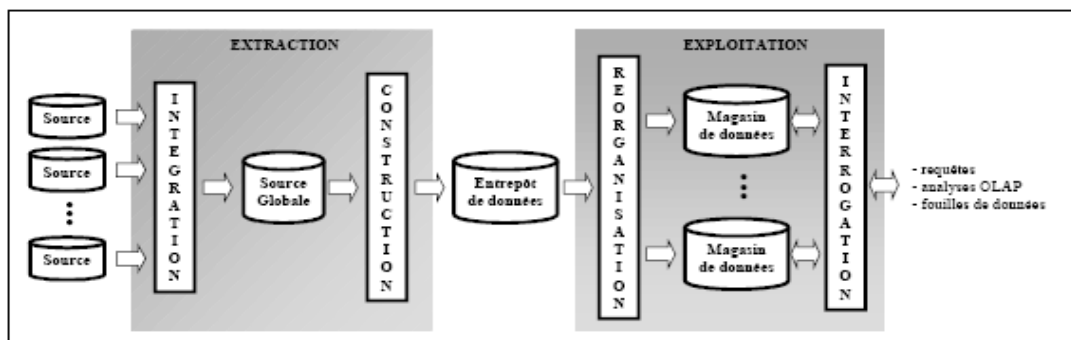 EXTRACTION
EXPLOITATION
Source
Source
Source
INTEGRATION
Source
Globale
CONSTRUCTION
Entrepôt
de données
REORGANISATION
Magasin
de données
Magasin
de données
INTERROGATION
- requêtes
- analyses OLAP
- fouilles de données